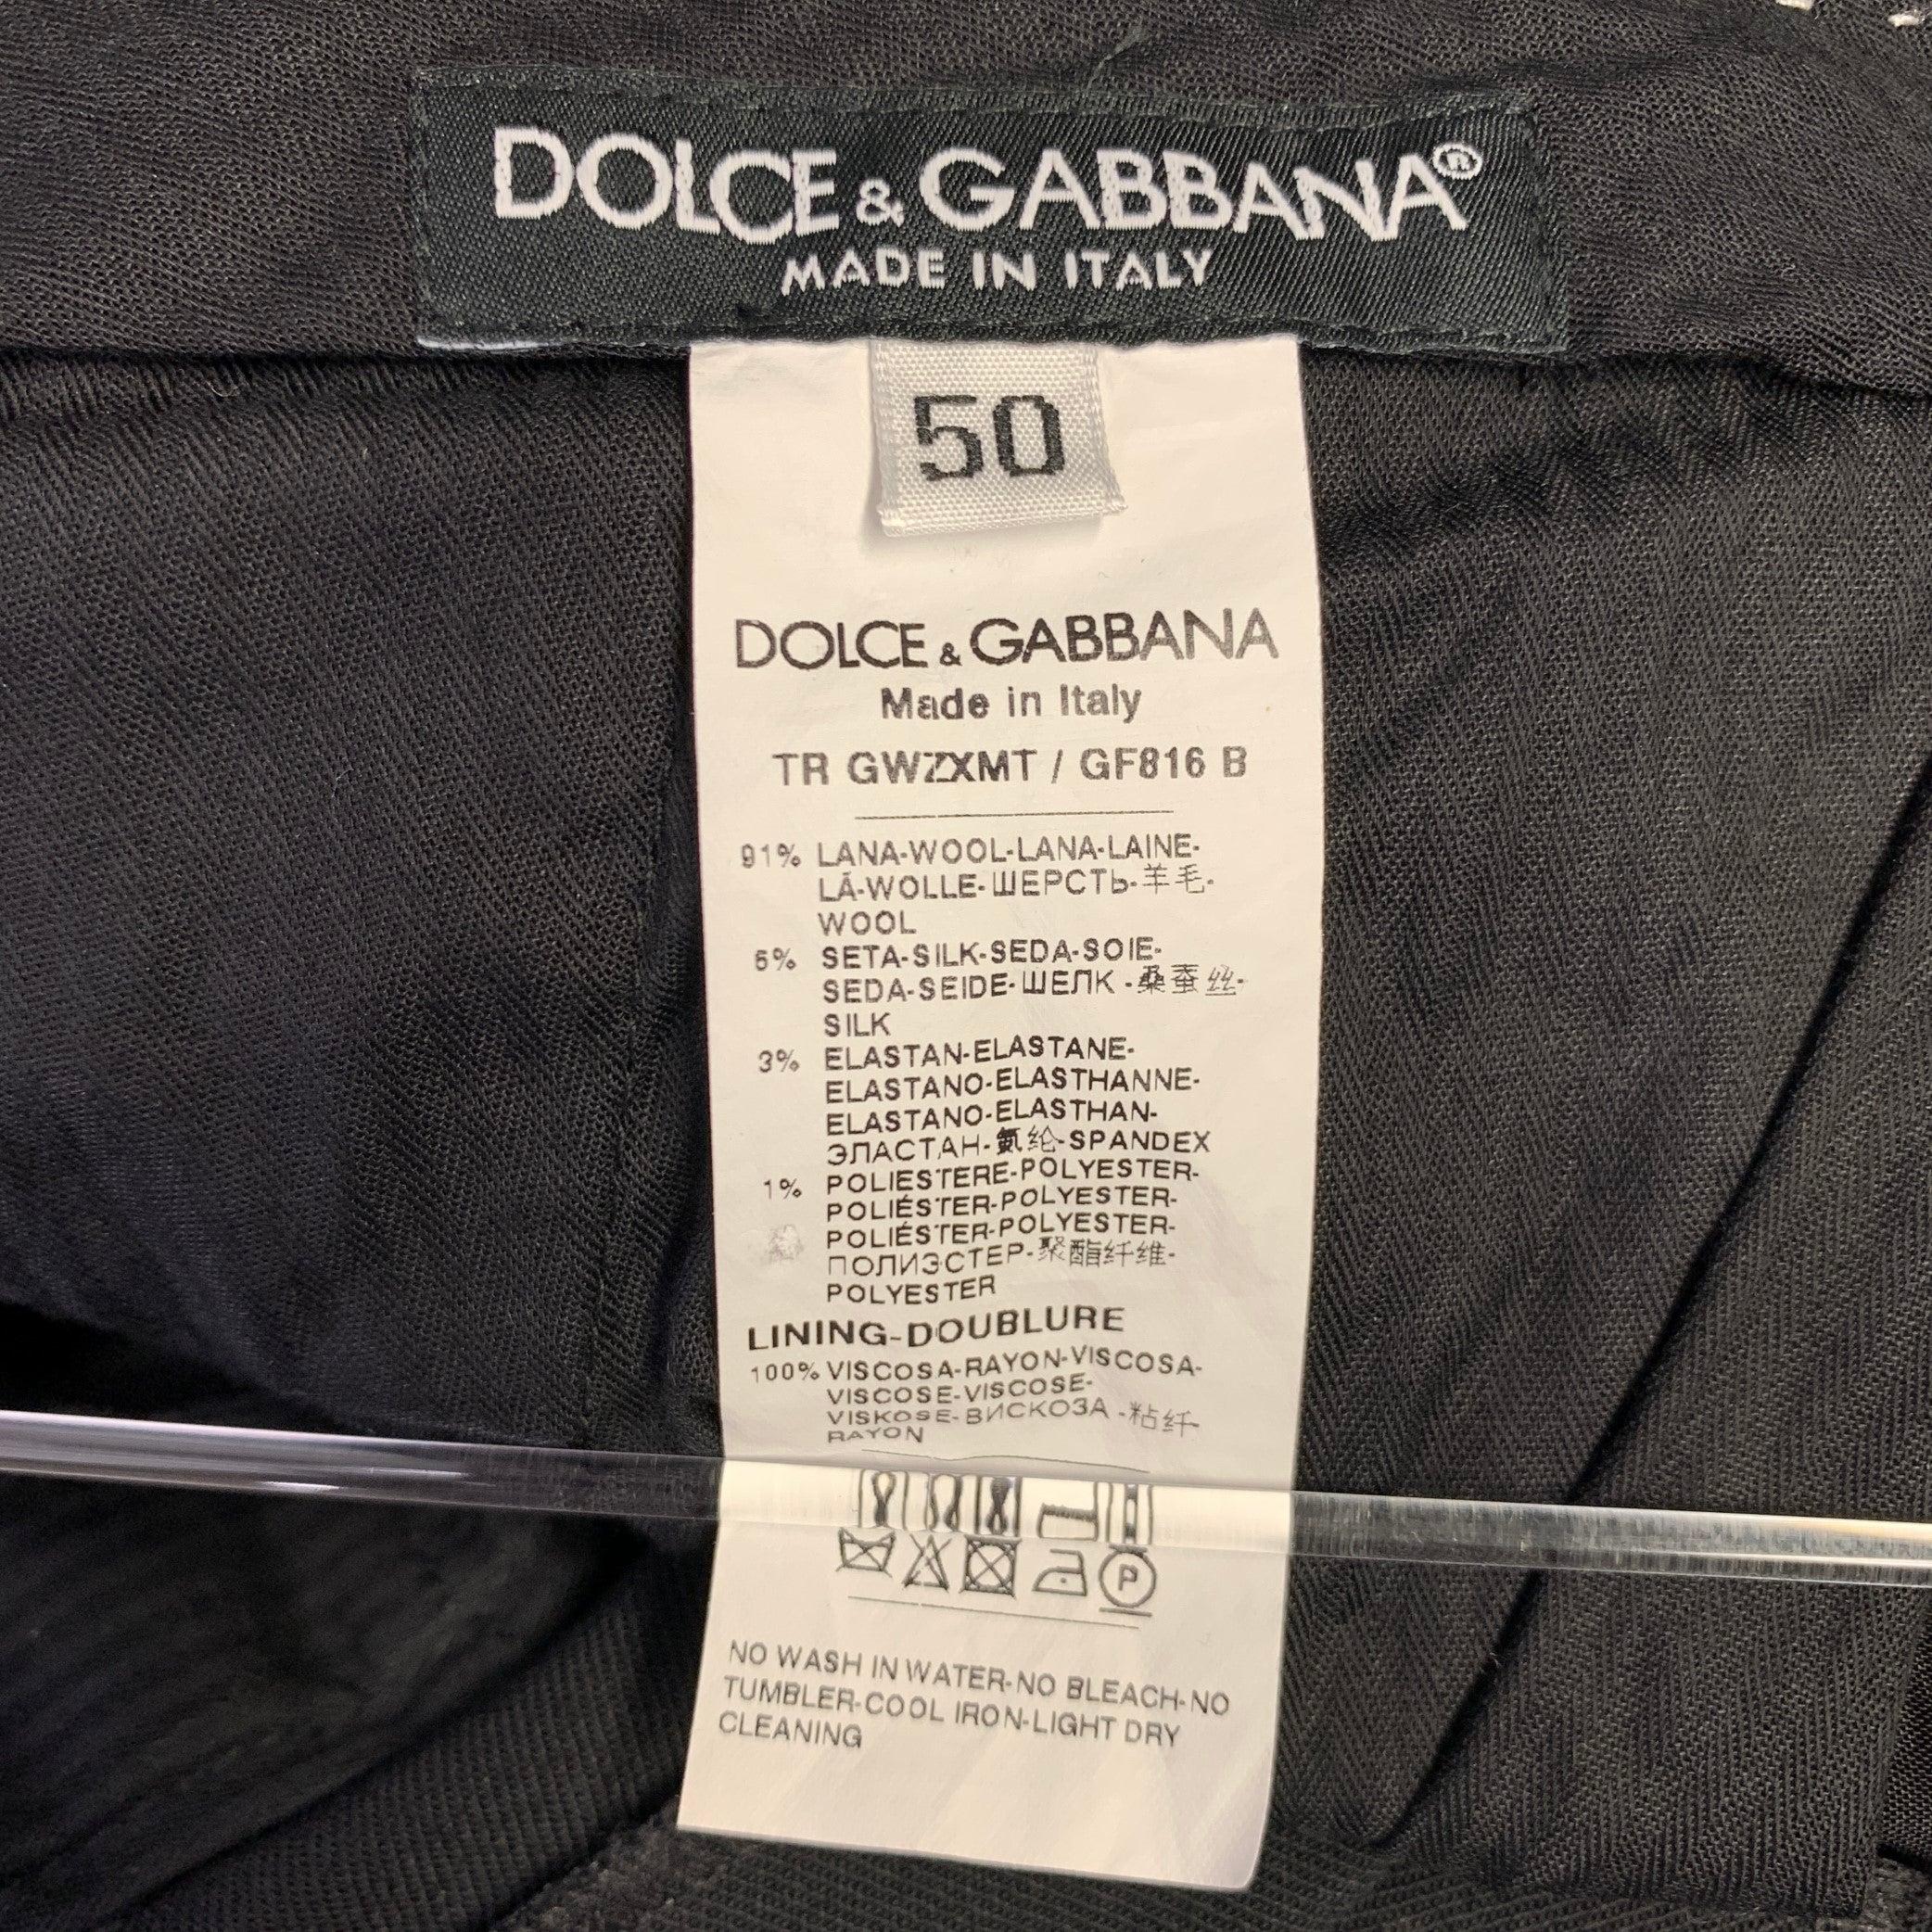 DOLCE & GABBANA®
MADE IN ITALY
50
DOLCE & GABBANA
Made in Italy
TR GWZXMT / GF816 B
91% LANA-WOOL-LANA-LAINE-
LÃ-WOLLE-ШЕРСТЬ-羊毛-
WOOL
5% SETA-SILK-SEDA-SOIE-
SEDA-SEIDE-ШЕЛК-桑蚕丝-
SILK
3% ELASTAN-ELASTANE-
ELASTANO-ELASTHANNE-
ELASTANO-ELASTHAN-
ЭЛАСТАН-氨纶-SPANDEX
1% POLIESTERE-POLYESTER-
POLIÉSTER-POLYESTER-
POLIÉSTER-POLYESTER-
ПОЛИЭСТЕР-聚酯纤维-
POLYESTER
LINING-DOUBLURE
100% VISCOSA-RAYON-VISCOSA-
VISCOSE-VISCOSE-
VISKOSE-ВИСКОЗА-粘纤-
RAYON
P
NO WASH IN WATER-NO BLEACH-NO
TUMBLER-COOL IRON-LIGHT DRY
CLEANING